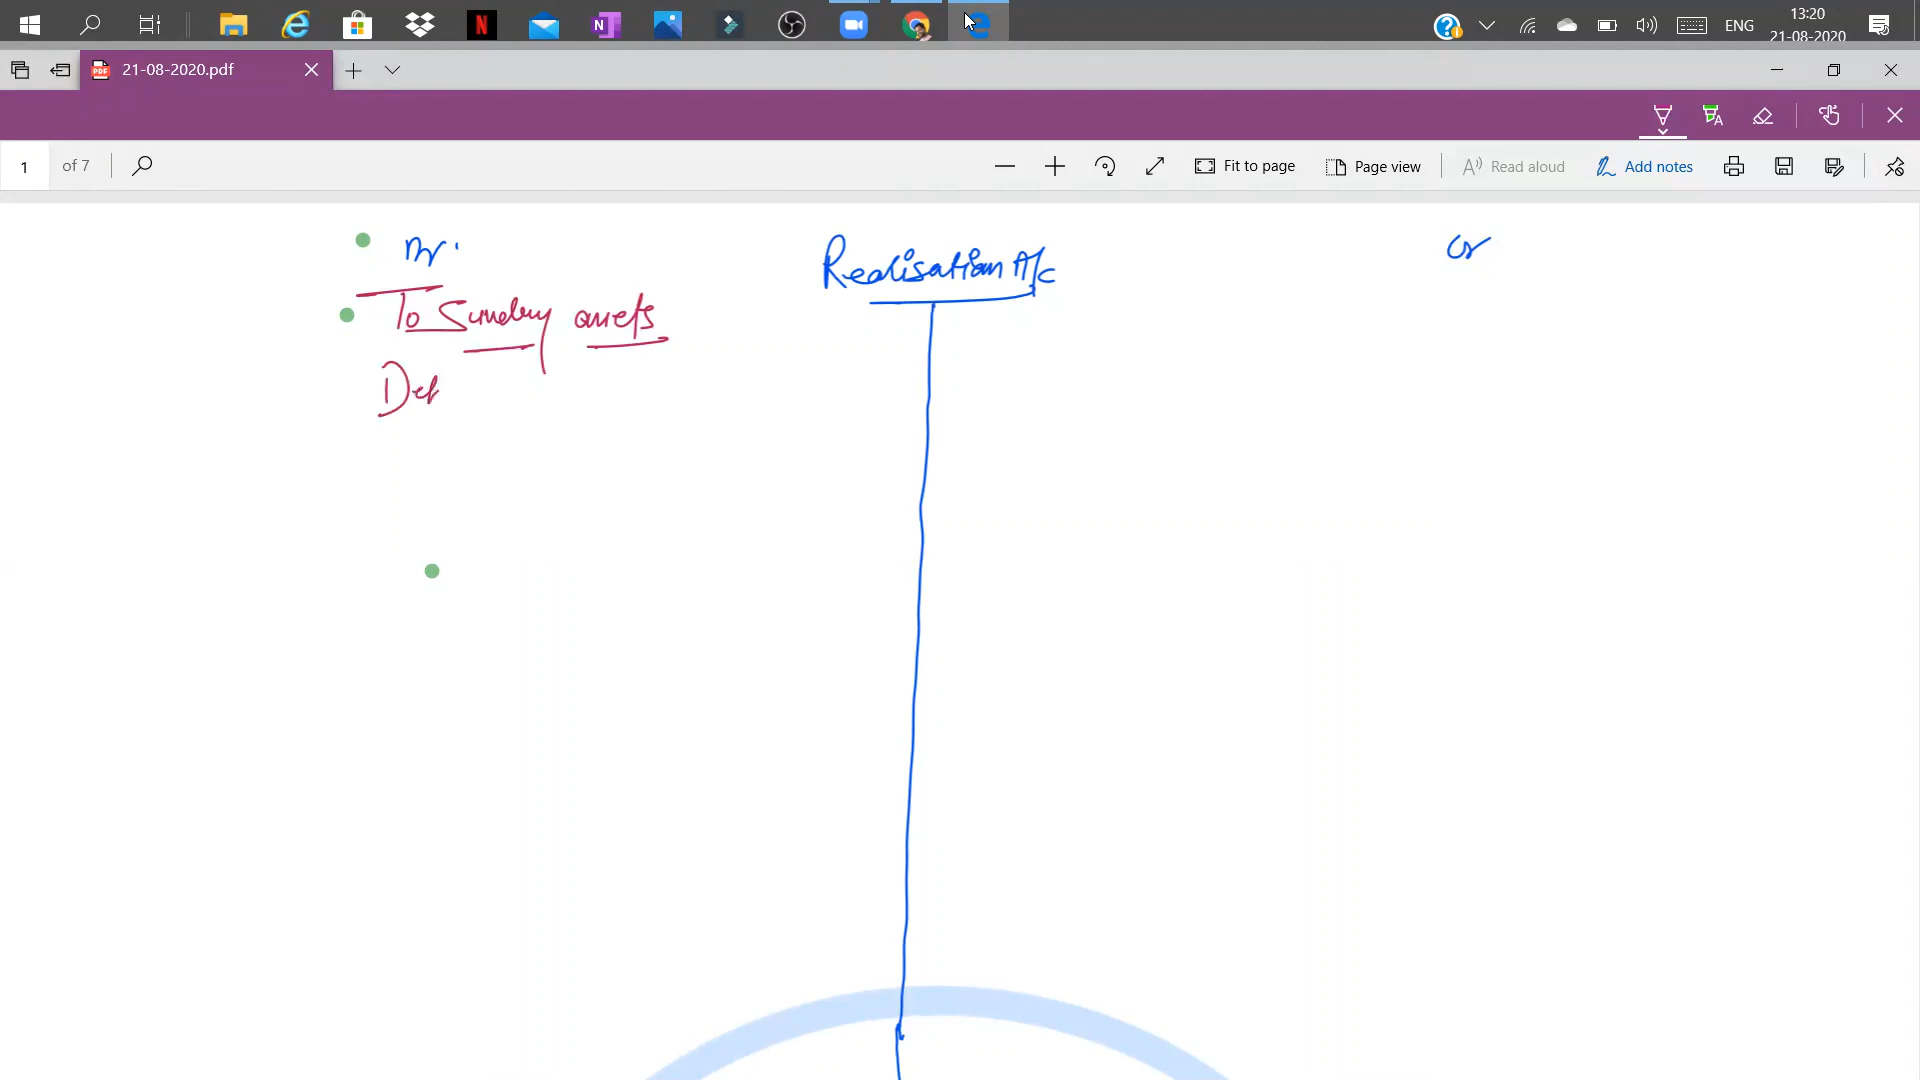 ENG
13:20
21-08-2020
21-08-2020.pdf
1 of 7
Fit to page
Page view
Read aloud
Add notes
Dr.
Realisation A/c
Cr
To Sundry assets
Deb